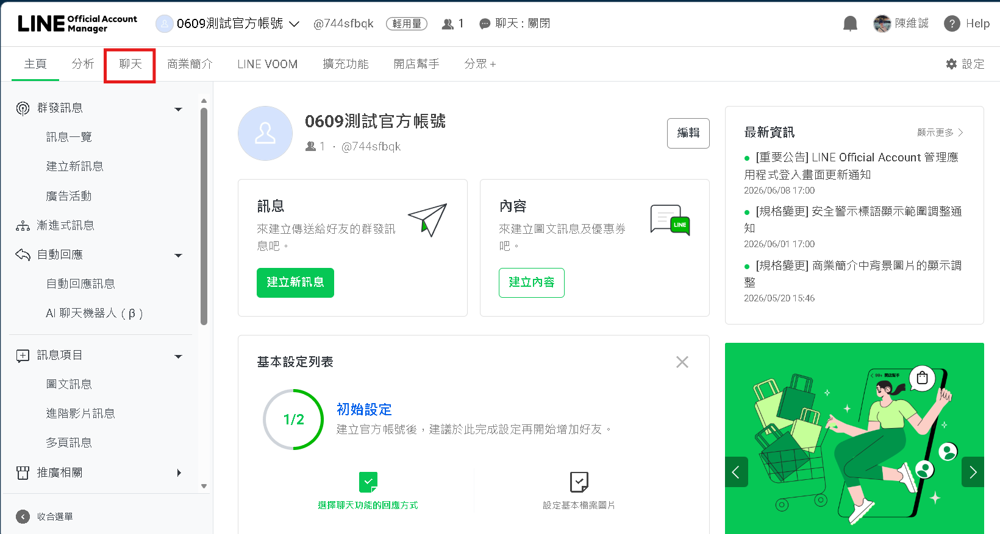 LINE Official Account Manager
0609測試官方帳號
@744sfbqk
輕用量
1
聊天 : 關閉
陳維誠
? Help
主頁
分析
聊天
商業簡介
LINE VOOM
擴充功能
開店幫手
分眾 +
設定
群發訊息
訊息一覽
建立新訊息
廣告活動
漸進式訊息
自動回應
自動回應訊息
AI 聊天機器人 ( β )
訊息項目
圖文訊息
進階影片訊息
多頁訊息
推廣相關
收合選單
0609測試官方帳號
1 · @744sfbqk
編輯
訊息
來建立傳送給好友的群發訊
息吧。
建立新訊息
內容
來建立圖文訊息及優惠券
吧。
LINE
建立內容
基本設定列表
1/2
初始設定
建立官方帳號後，建議於此完成設定再開始增加好友。
選擇聊天功能的回應方式
設定基本檔案圖片
最新資訊
顯示更多
[重要公告] LINE Official Account 管理應
用程式登入畫面更新通知
2026/06/08 17:00
[規格變更] 安全警示標語顯示範圍調整通
知
2026/06/01 17:00
[規格變更] 商業簡介中背景圖片的顯示調
整
2026/05/20 15:46
99+ 開店幫手